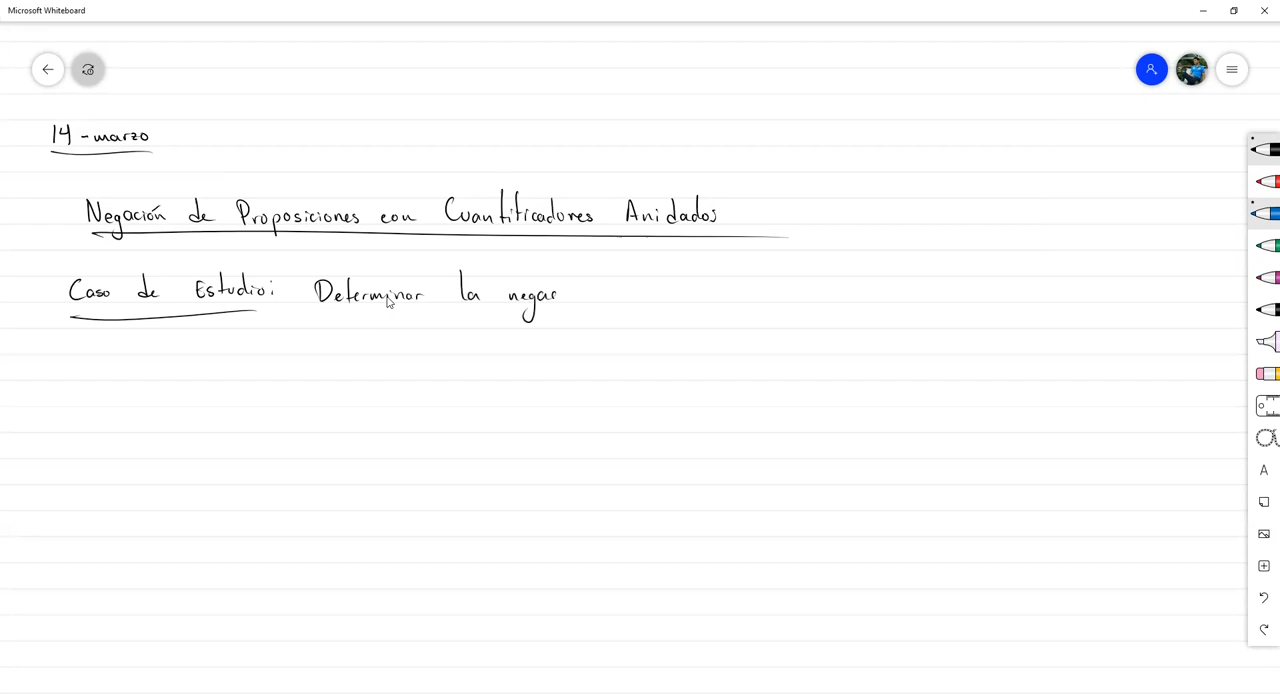 Microsoft Whiteboard
14 - marzo
Negación de Proposiciones con Cuantificadores Anidados
Caso de Estudio: Determinar la negar
A